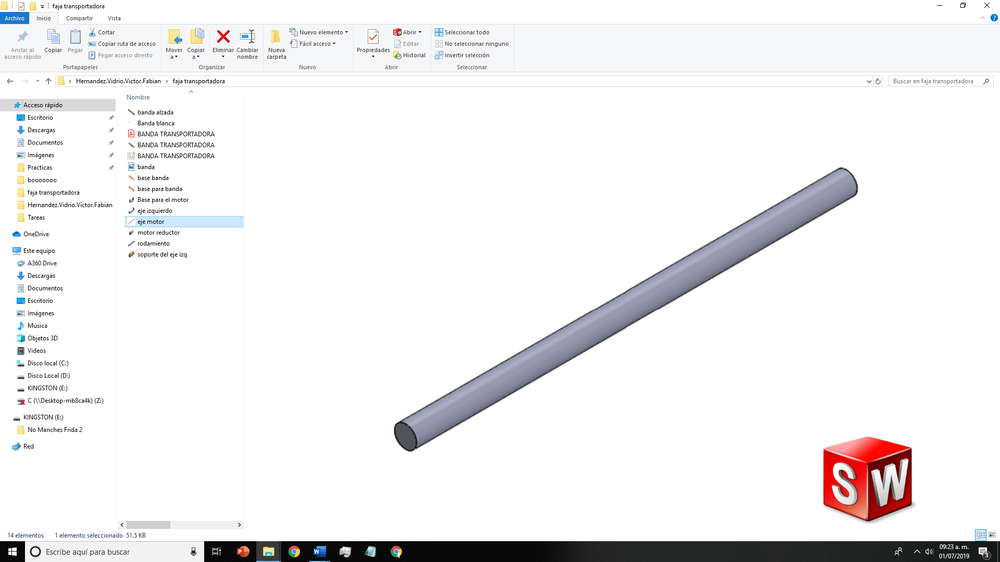 faja transportadora
Archivo Inicio Compartir Vista
Anclar al acceso rápido
Copiar
Pegar
Cortar
Copiar ruta de acceso
Pegar acceso directo
Portapapeles
Mover a
Copiar a
Eliminar
Cambiar nombre
Organizar
Nueva carpeta
Nuevo elemento
Fácil acceso
Nuevo
Propiedades
Abrir
Editar
Historial
Abrir
Seleccionar todo
No seleccionar ninguno
Invertir selección
Seleccionar
Hernandez.Vidrio.Victor.Fabian > faja transportadora
Buscar en faja transportadora
Acceso rápido
Escritorio
Descargas
Documentos
Imágenes
Practicas
booooooo
faja transportadora
Hernandez.Vidrio.Victor.Fabian
Tareas
OneDrive
Este equipo
A360 Drive
Descargas
Documentos
Escritorio
Imágenes
Música
Objetos 3D
Videos
Disco local (C:)
Disco Local (D:)
KINGSTON (E:)
C (\\Desktop-mb8ca4k) (Z:)
KINGSTON (E:)
No Manches Frida 2
Red
Nombre
banda alzada
Banda blanca
BANDA TRANSPORTADORA
BANDA TRANSPORTADORA
BANDA TRANSPORTADORA
banda
base banda
base para banda
Base para el motor
eje izquierdo
eje motor
motor reductor
rodamiento
soporte del eje izq
SW
14 elementos 1 elemento seleccionado 51.5 KB
Escribe aquí para buscar
09:23 a. m.
01/07/2019
3